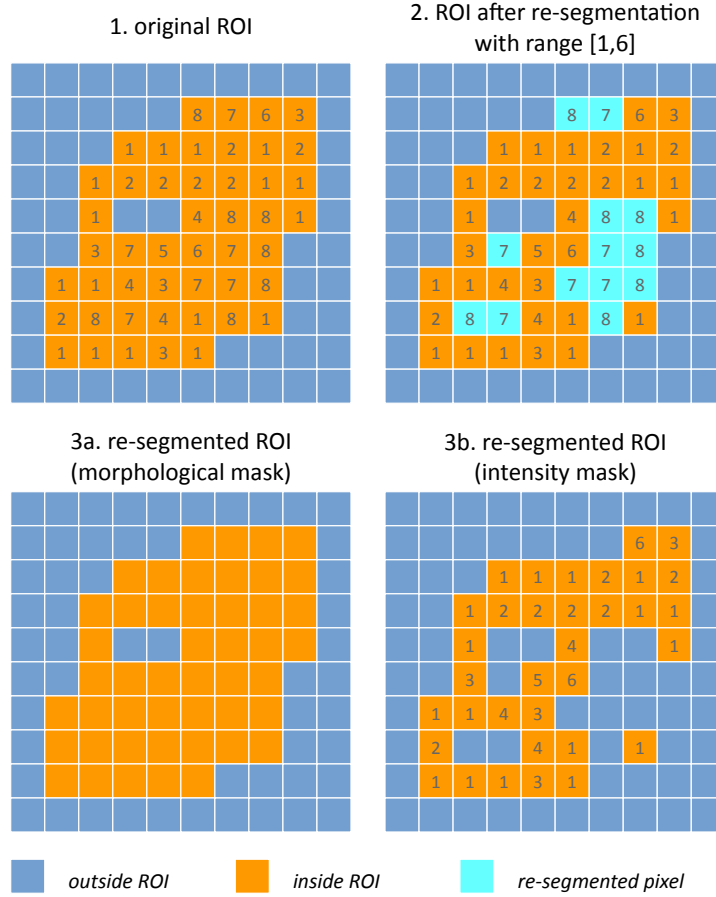 1. original ROI
8 7 6 3
1 1 1 2 1 2
1 2 2 2 2 1 1
1 4 8 8 1
3 7 5 6 7 8
1 1 4 3 7 7 8
2 8 7 4 1 8 1
1 1 1 3 1
2. ROI after re-segmentation
with range [1,6]
8 7 6 3
1 1 1 2 1 2
1 2 2 2 2 1 1
1 4 8 8 1
3 7 5 6 7 8
1 1 4 3 7 7 8
2 8 7 4 1 8 1
1 1 1 3 1
3a. re-segmented ROI
(morphological mask)
3b. re-segmented ROI
(intensity mask)
6 3
1 1 1 2 1 2
1 2 2 2 2 1 1
1 4 1
3 5 6
1 1 4 3
2 4 1 1
1 1 1 3 1
outside ROI
inside ROI
re-segmented pixel